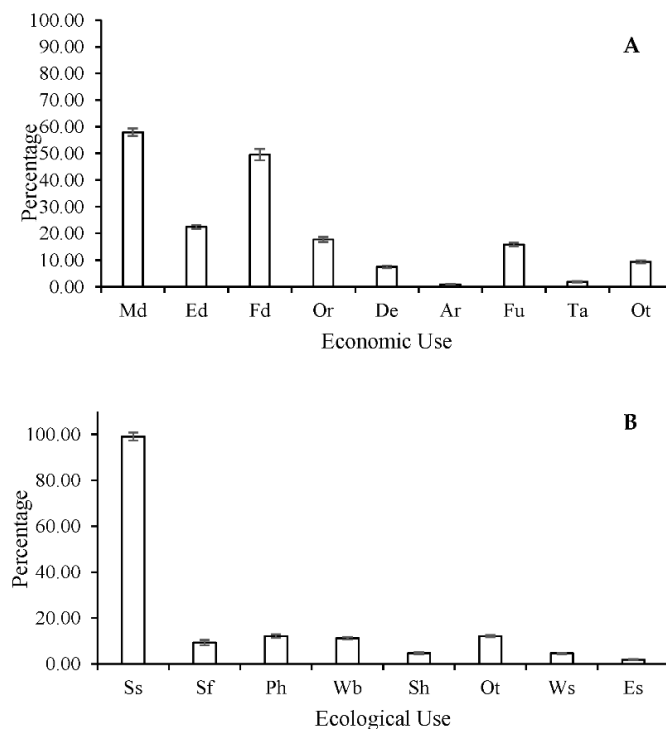 A
100.00
90.00
80.00
70.00
60.00
50.00
40.00
30.00
20.00
10.00
0.00
Percentage
Md Ed Fd Or De Ar Fu Ta Ot
Economic Use
B
100.00
80.00
60.00
40.00
20.00
0.00
Percentage
Ss Sf Ph Wb Sh Ot Ws Es
Ecological Use